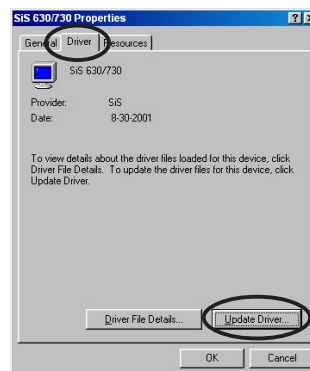 SiS 630/730 Properties
General Driver Resources
SiS 630/730
Provider: SiS
Date: 8-30-2001
To view details about the driver files loaded for this device, click
Driver File Details. To update the driver files for this device, click
Update Driver.
Driver File Details... Update Driver...
OK Cancel